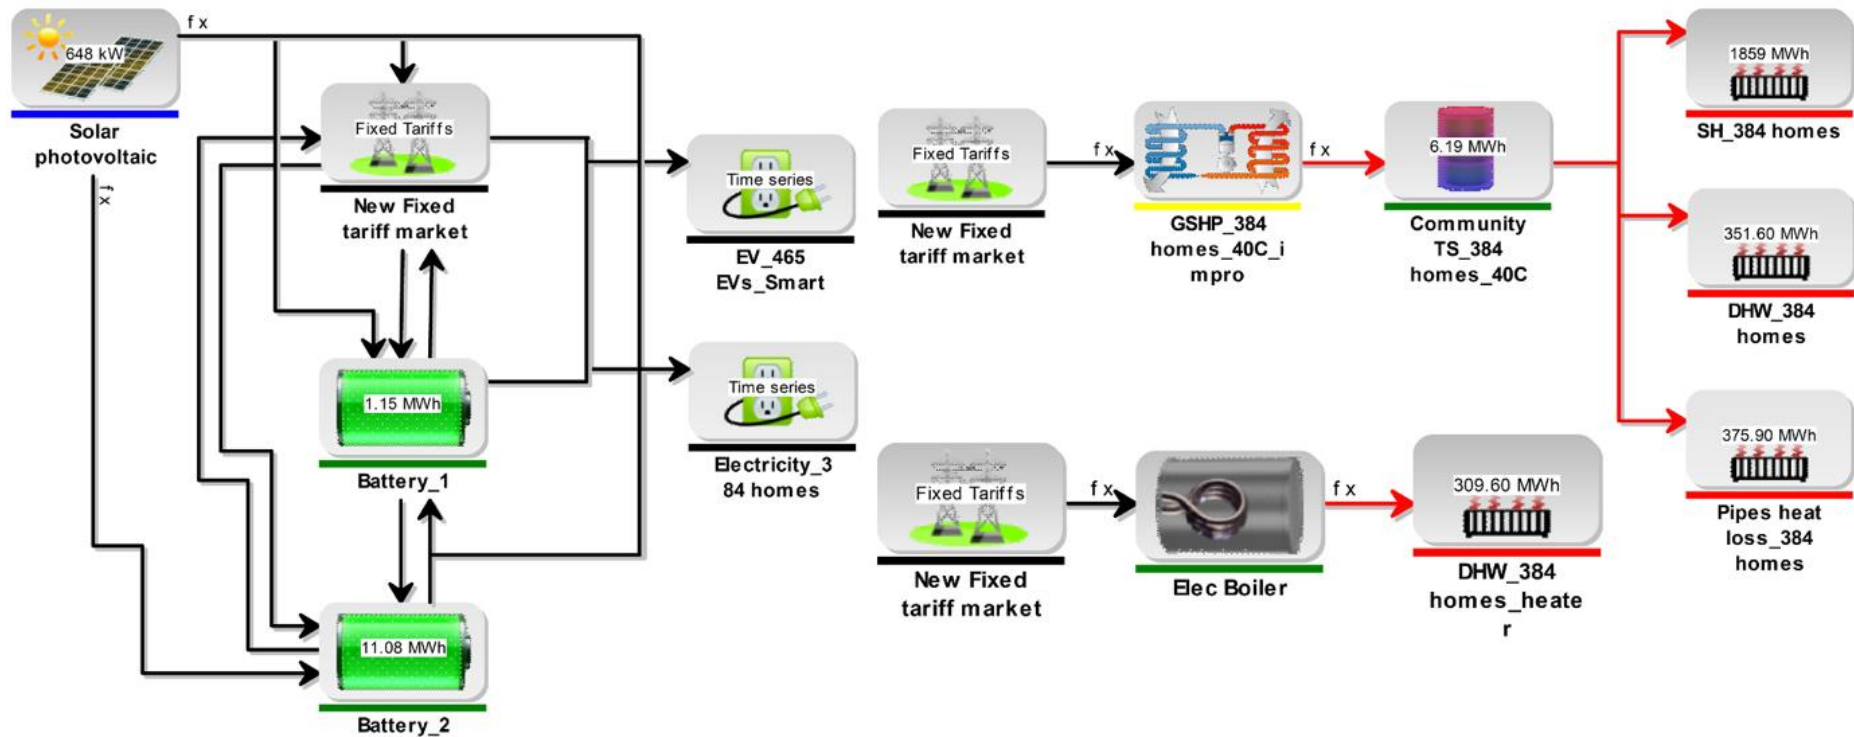 f x
648 kW
Solar
photovoltaic
f x
Fixed Tariffs
New Fixed
tariff market
1.15 MWh
Battery_1
11.08 MWh
Battery_2
Time series
EV_465
EVs_Smart
Time series
Electricity_3
84 homes
Fixed Tariffs
New Fixed
tariff market
f x
GSHP_384
homes_40C_i
mpro
f x
6.19 MWh
Community
TS_384
homes_40C
1859 MWh
SH_384 homes
351.60 MWh
DHW_384
homes
375.90 MWh
Pipes heat
loss_384
homes
Fixed Tariffs
New Fixed
tariff market
f x
Elec Boiler
f x
309.60 MWh
DHW_384
homes_heate
r